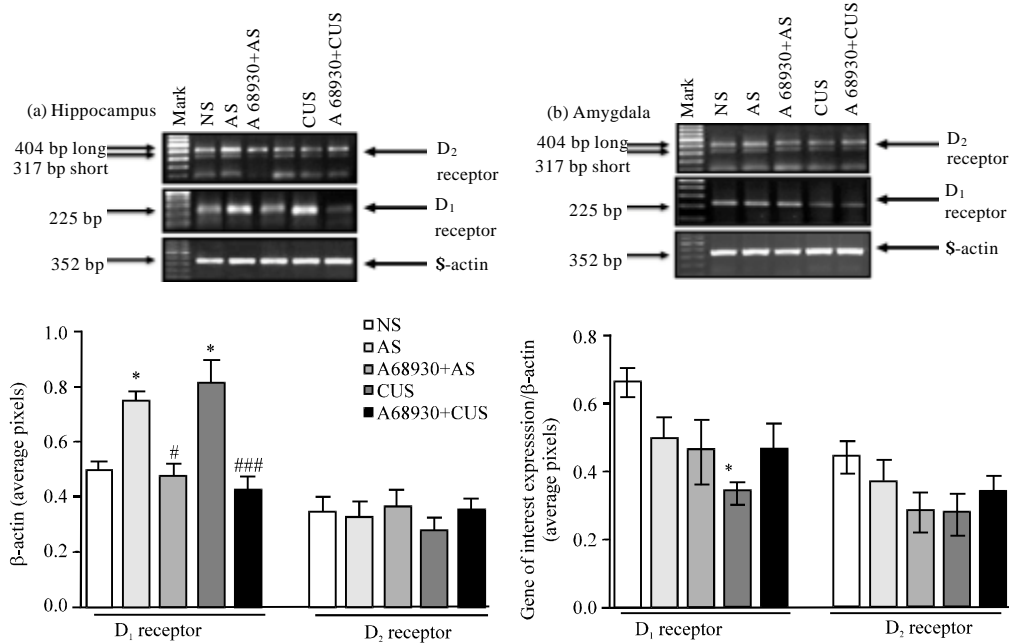 (a) Hippocampus
Mark
NS
AS
A 68930+AS
CUS
A 68930+CUS
404 bp long
317 bp short
D₂
receptor
225 bp
D₁
receptor
352 bp
$-actin
(b) Amygdala
Mark
NS
AS
A 68930+AS
CUS
A 68930+CUS
404 bp long
317 bp short
D₂
receptor
225 bp
D₁
receptor
352 bp
$-actin
β-actin (average pixels)
1.0
0.8
0.6
0.4
0.2
0.0
*
#
*
###
NS
AS
A68930+AS
CUS
A68930+CUS
D₁ receptor
D₂ receptor
Gene of interest expresssion/β-actin
(average pixels)
0.8
0.6
0.4
0.2
0.0
*
D₁ receptor
D₂ receptor